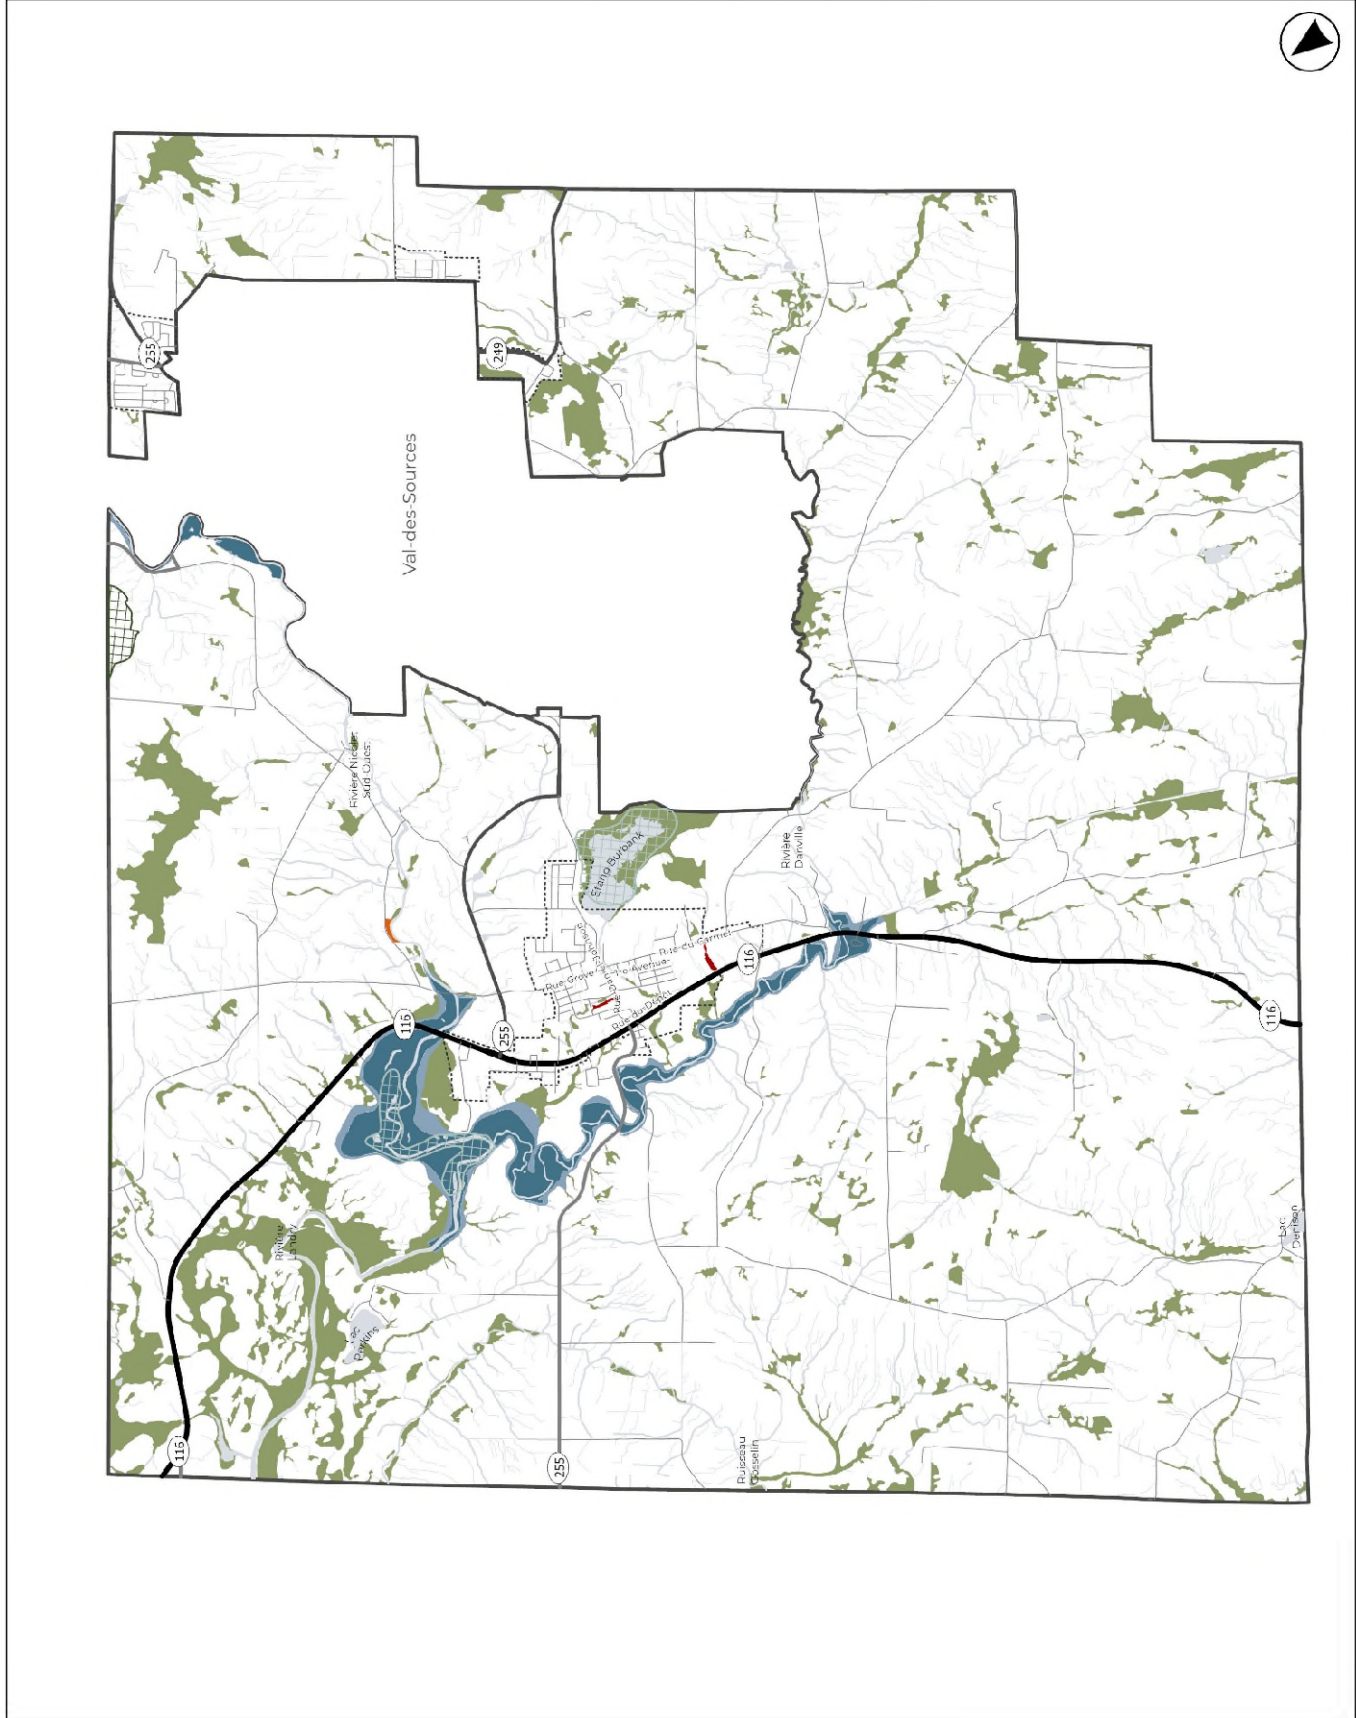 255
249
Val-des-Sources
Rivière Nicolet
Sud-Ouest
Étang Burbank
Rivière
Danville
Rue Grove
Rue du Carmel
116
Rue du Dépôt
116
255
116
Rivière
Landry
Lac
Denison
Lac
Perkins
116
255
Ruisseau
Gosselin